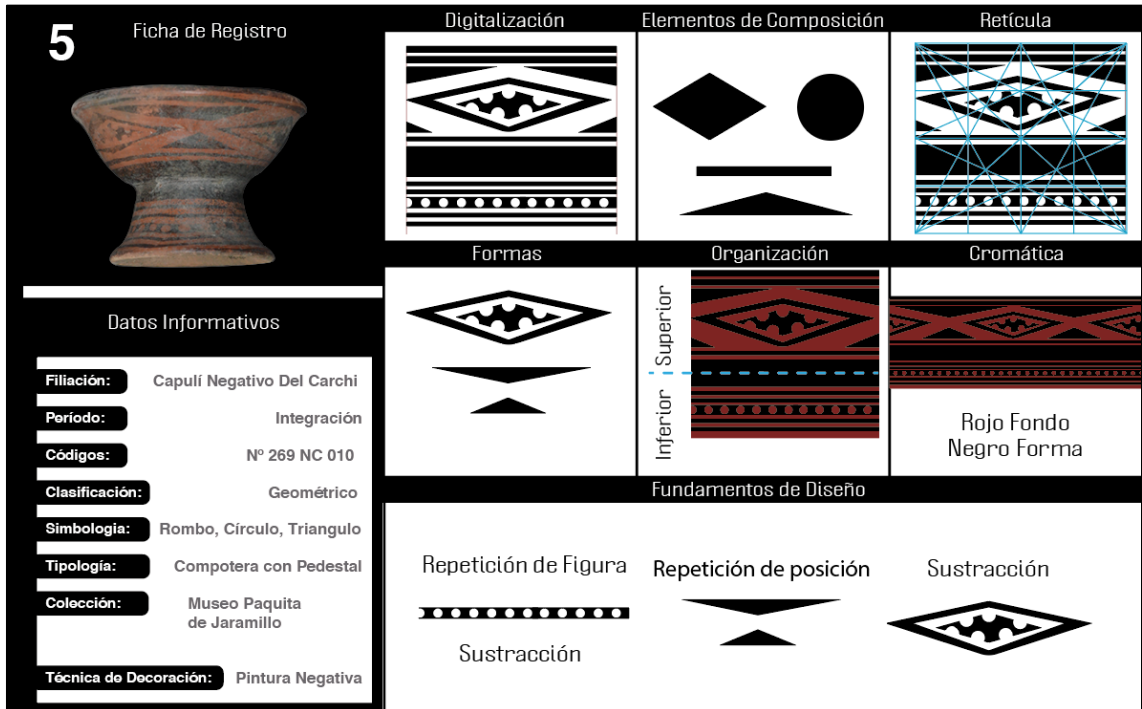 5
Ficha de Registro
Datos Informativos
Filiación: Capulí Negativo Del Carchi
Período: Integración
Códigos: Nº 269 NC 010
Clasificación: Geométrico
Simbologia: Rombo, Círculo, Triangulo
Tipología: Compotera con Pedestal
Colección: Museo Paquita
de Jaramillo
Técnica de Decoración: Pintura Negativa
Digitalización
Elementos de Composición
Retícula
Formas
Organización
Superior
Inferior
Cromática
Rojo Fondo
Negro Forma
Fundamentos de Diseño
Repetición de Figura
Sustracción
Repetición de posición
Sustracción